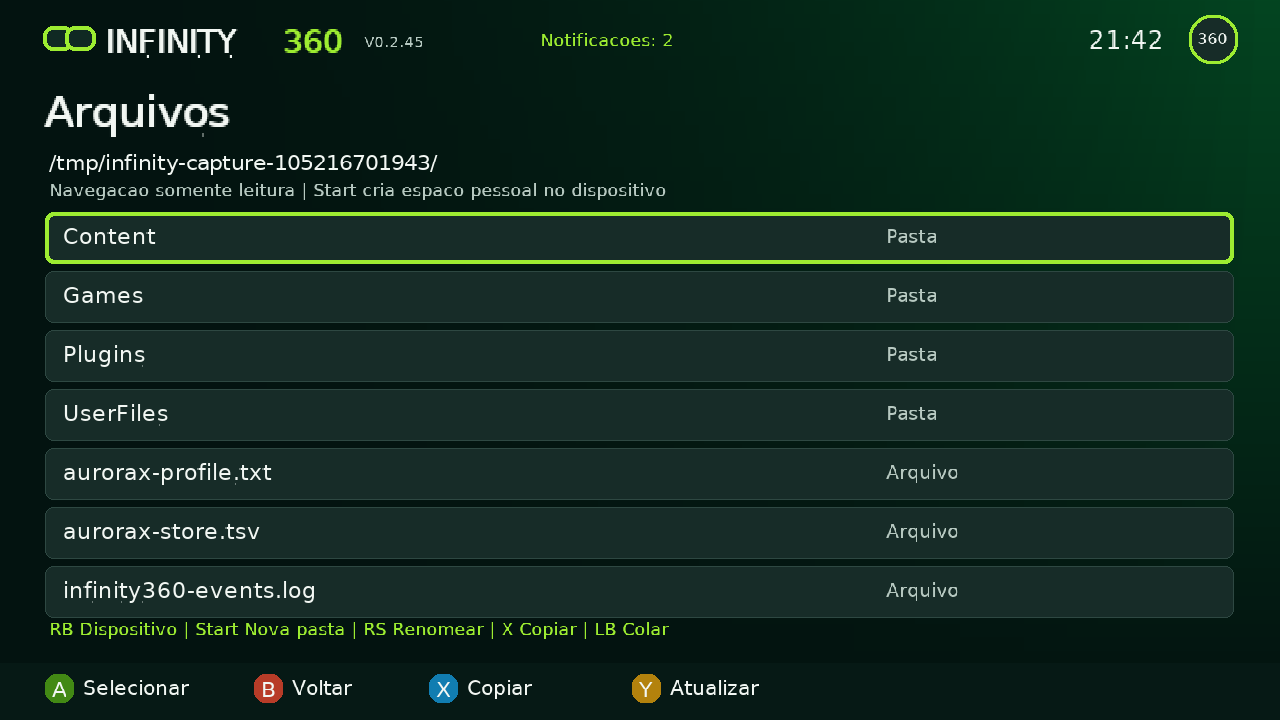 INFINITY 360 V0.2.45 Notificacoes: 2 21:42 360
Arquivos
/tmp/infinity-capture-105216701943/
Navegacao somente leitura | Start cria espaco pessoal no dispositivo
Content Pasta
Games Pasta
Plugins Pasta
UserFiles Pasta
aurorax-profile.txt Arquivo
aurorax-store.tsv Arquivo
infinity360-events.log Arquivo
RB Dispositivo | Start Nova pasta | RS Renomear | X Copiar | LB Colar
A Selecionar B Voltar X Copiar Y Atualizar